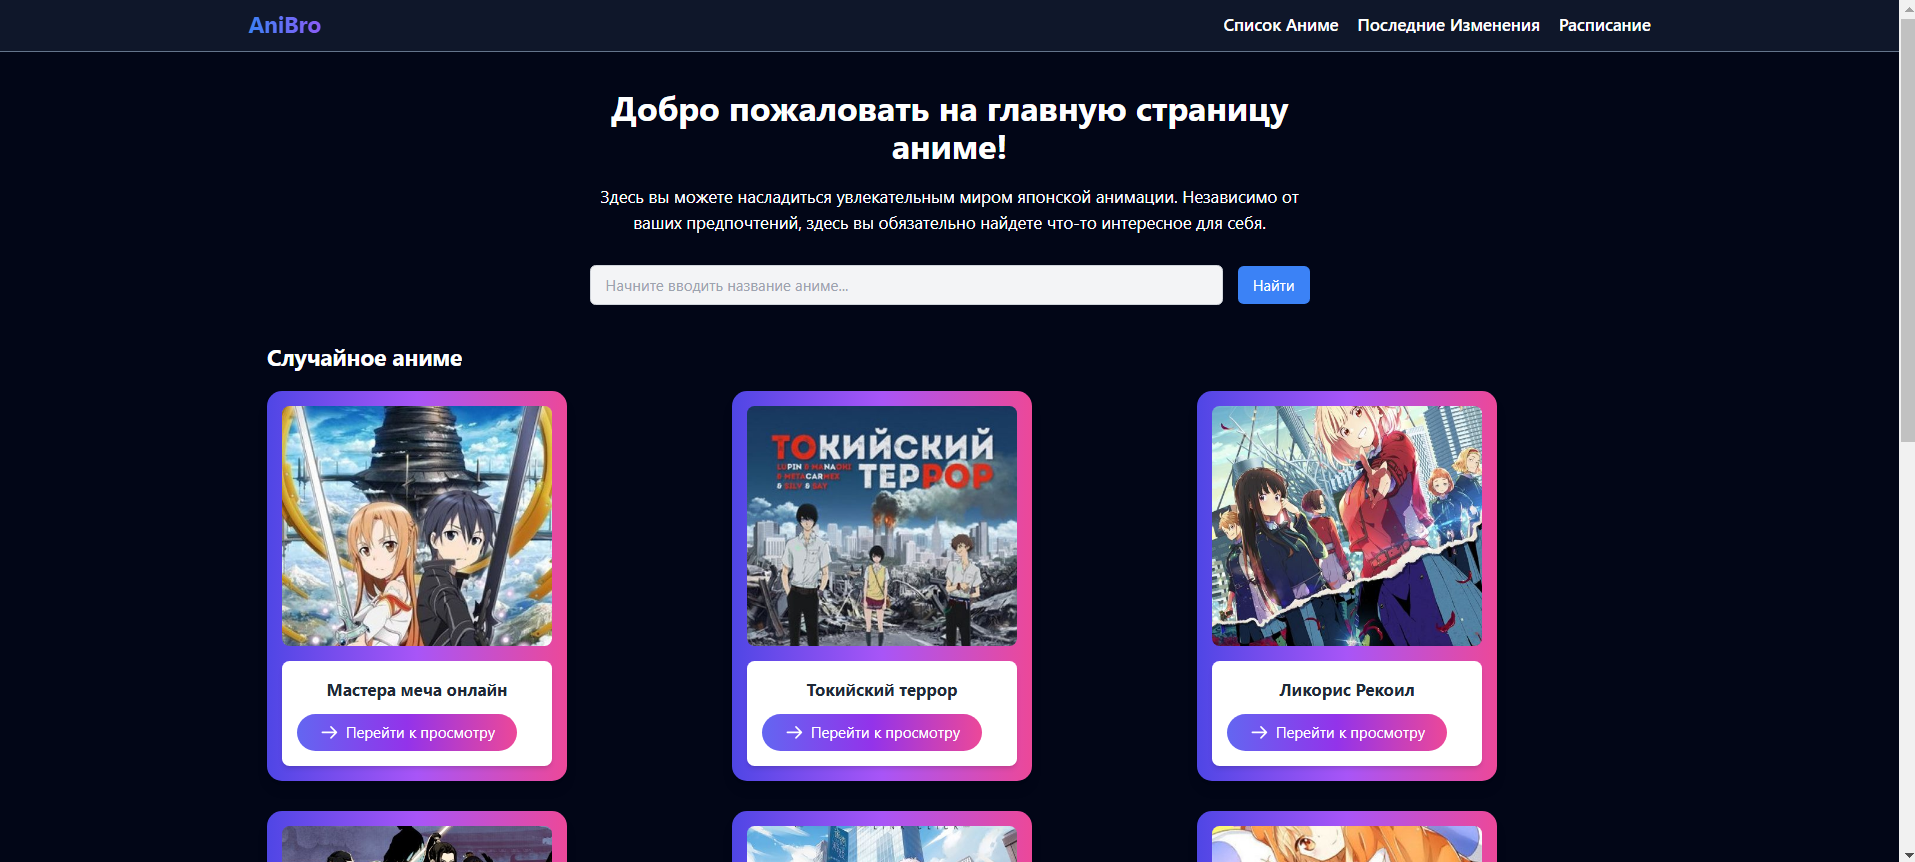 AniBro
Список Аниме Последние Изменения Расписание
Добро пожаловать на главную страницу
аниме!
Здесь вы можете насладиться увлекательным миром японской анимации. Независимо от
ваших предпочтений, здесь вы обязательно найдете что-то интересное для себя.
Начните вводить название аниме...
Найти
Случайное аниме
ТОКИЙСКИЙ
LUPIN & NANAOKI
& METACARMEX
& SILV & SAY
ТЕРРОР
Мастера меча онлайн
Перейти к просмотру
Токийский террор
Перейти к просмотру
Ликорис Рекоил
Перейти к просмотру